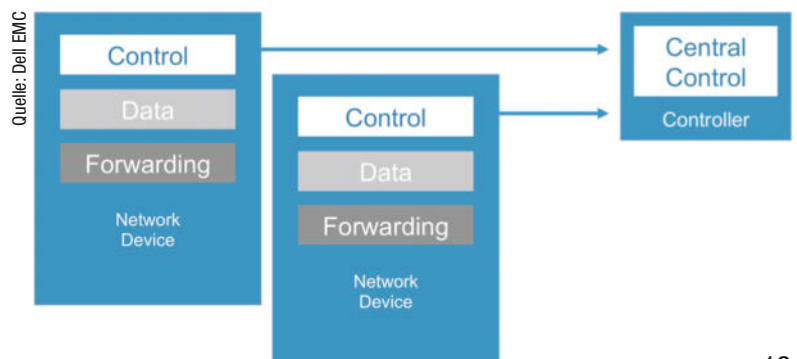 Quelle: Dell EMC
Control
Data
Forwarding
Network
Device
Control
Data
Forwarding
Network
Device
Central
Control
Controller